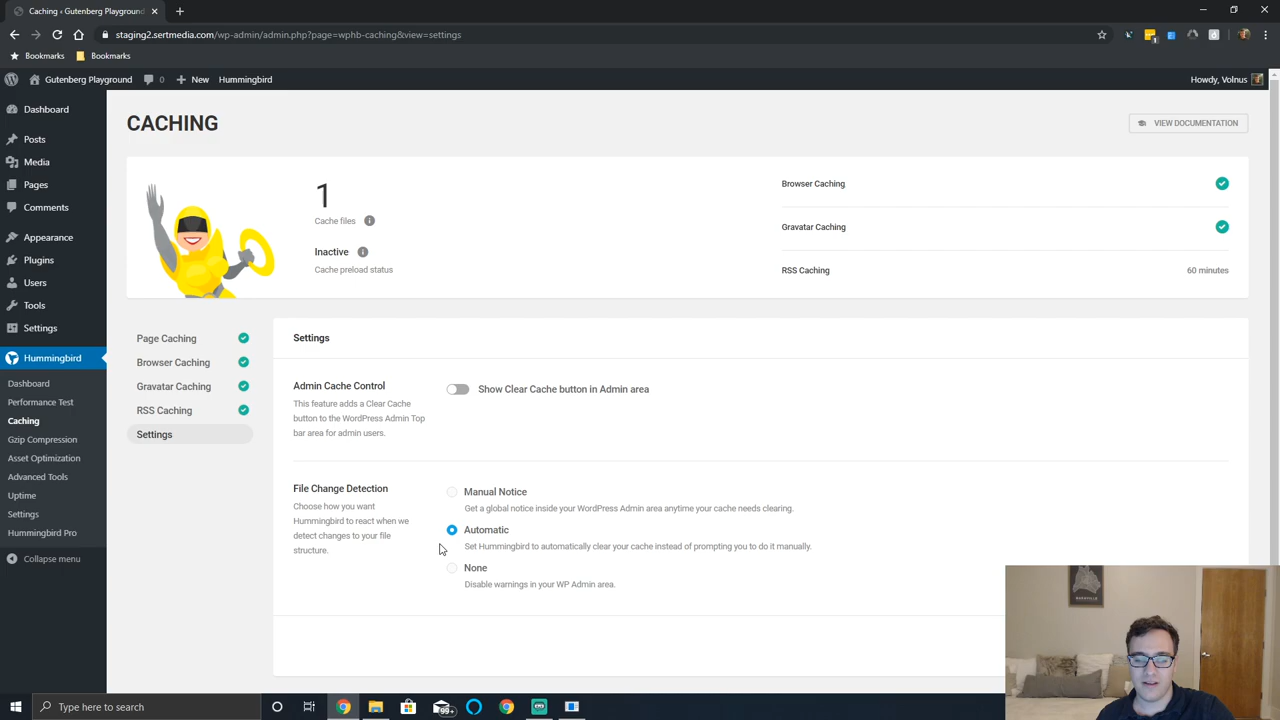 Caching ‹ Gutenberg Playground
staging2.sertmedia.com/wp-admin/admin.php?page=wphb-caching&view=settings
Bookmarks
Bookmarks
Gutenberg Playground
0
New
Hummingbird
Howdy, Volnus
Dashboard
Posts
Media
Pages
Comments
Appearance
Plugins
Users
Tools
Settings
Hummingbird
Dashboard
Performance Test
Caching
Gzip Compression
Asset Optimization
Advanced Tools
Uptime
Settings
Hummingbird Pro
Collapse menu
CACHING
VIEW DOCUMENTATION
1
Cache files
Inactive
Cache preload status
Browser Caching
Gravatar Caching
RSS Caching
60 minutes
Page Caching
Browser Caching
Gravatar Caching
RSS Caching
Settings
Settings
Admin Cache Control
This feature adds a Clear Cache
button to the WordPress Admin Top
bar area for admin users.
Show Clear Cache button in Admin area
File Change Detection
Choose how you want
Hummingbird to react when we
detect changes to your file
structure.
Manual Notice
Get a global notice inside your WordPress Admin area anytime your cache needs clearing.
Automatic
Set Hummingbird to automatically clear your cache instead of prompting you to do it manually.
None
Disable warnings in your WP Admin area.
Type here to search